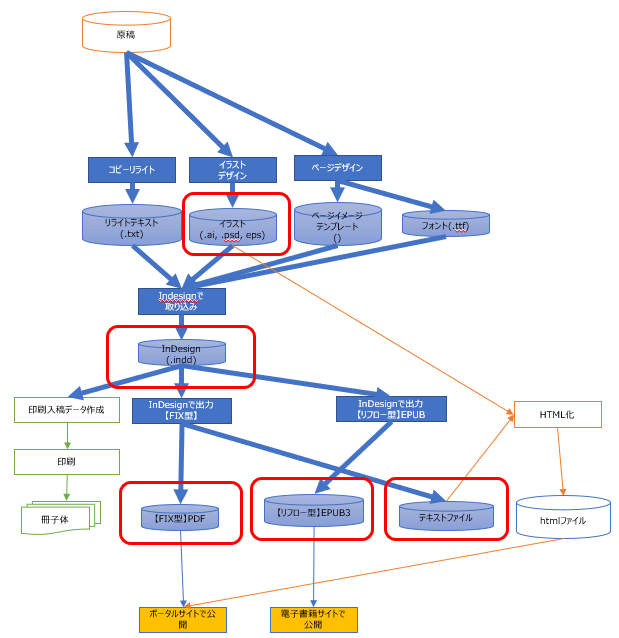 原稿
コピーリライト
イラスト
デザイン
ページデザイン
リライトテキスト
(.txt)
イラスト
(.ai, .psd, eps)
ページイメージ
テンプレート
()
フォント(.ttf)
Indesignで
取り込み
InDesign
(.indd)
印刷入稿データ作成
InDesignで出力
【FIX型】
InDesignで出力
【リフロー型】EPUB
HTML化
印刷
冊子体
【FIX型】PDF
【リフロー型】EPUB3
テキストファイル
htmlファイル
ポータルサイトで公
開
電子書籍サイトで
公開